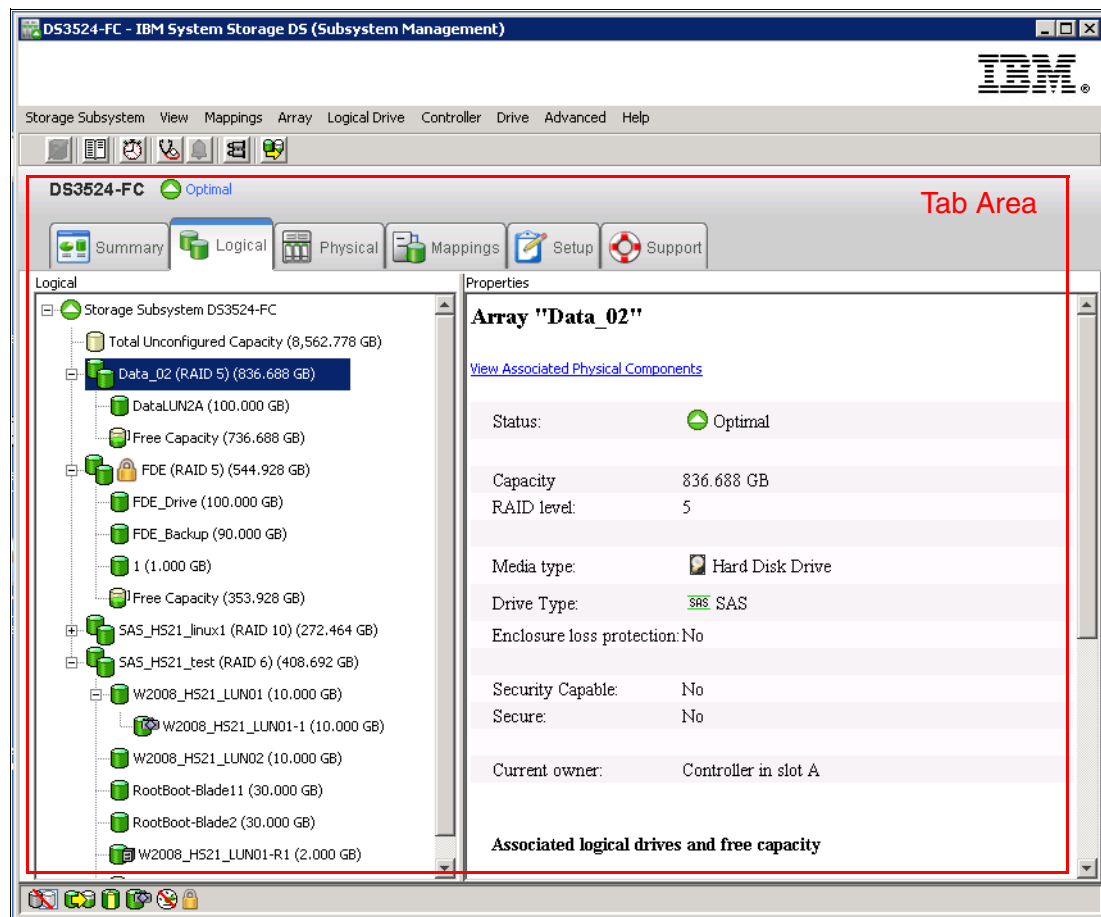 DS3524-FC - IBM System Storage DS (Subsystem Management)
IBM®
Storage Subsystem View Mappings Array Logical Drive Controller Drive Advanced Help
DS3524-FC Optimal
Tab Area
Summary Logical Physical Mappings Setup Support
Logical
Storage Subsystem DS3524-FC
Total Unconfigured Capacity (8,562.778 GB)
Data_02 (RAID 5) (836.688 GB)
DataLUN2A (100.000 GB)
Free Capacity (736.688 GB)
FDE (RAID 5) (544.928 GB)
FDE_Drive (100.000 GB)
FDE_Backup (90.000 GB)
1 (1.000 GB)
Free Capacity (353.928 GB)
SAS_HS21_linux1 (RAID 10) (272.464 GB)
SAS_HS21_test (RAID 6) (408.692 GB)
W2008_HS21_LUN01 (10.000 GB)
W2008_HS21_LUN01-1 (10.000 GB)
W2008_HS21_LUN02 (10.000 GB)
RootBoot-Blade11 (30.000 GB)
RootBoot-Blade2 (30.000 GB)
W2008_HS21_LUN01-R1 (2.000 GB)
Properties
Array "Data_02"
View Associated Physical Components
Status: Optimal
Capacity 836.688 GB
RAID level: 5
Media type: Hard Disk Drive
Drive Type: SAS SAS
Enclosure loss protection: No
Security Capable: No
Secure: No
Current owner: Controller in slot A
Associated logical drives and free capacity